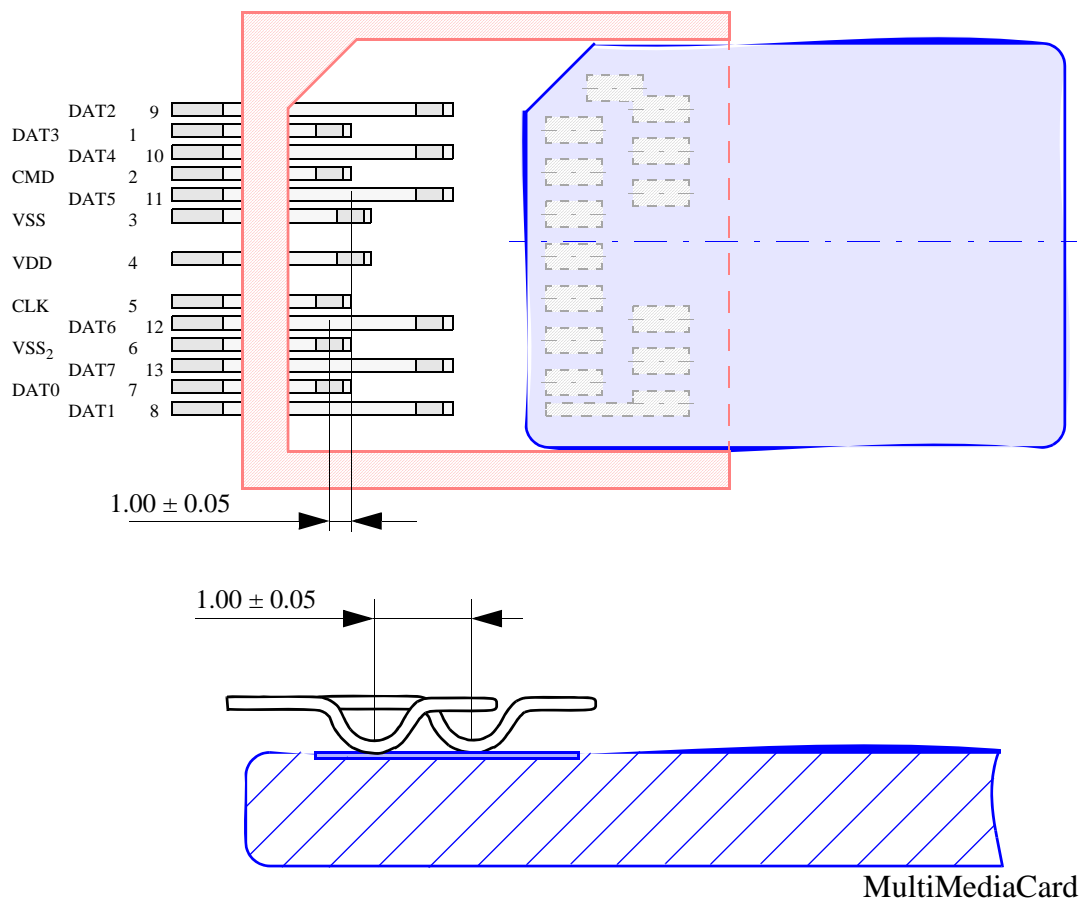 DAT2 9
DAT3 1
DAT4 10
CMD 2
DAT5 11
VSS 3
VDD 4
CLK 5
DAT6 12
VSS2 6
DAT7 13
DAT0 7
DAT1 8
1.00 ± 0.05
1.00 ± 0.05
MultiMediaCard